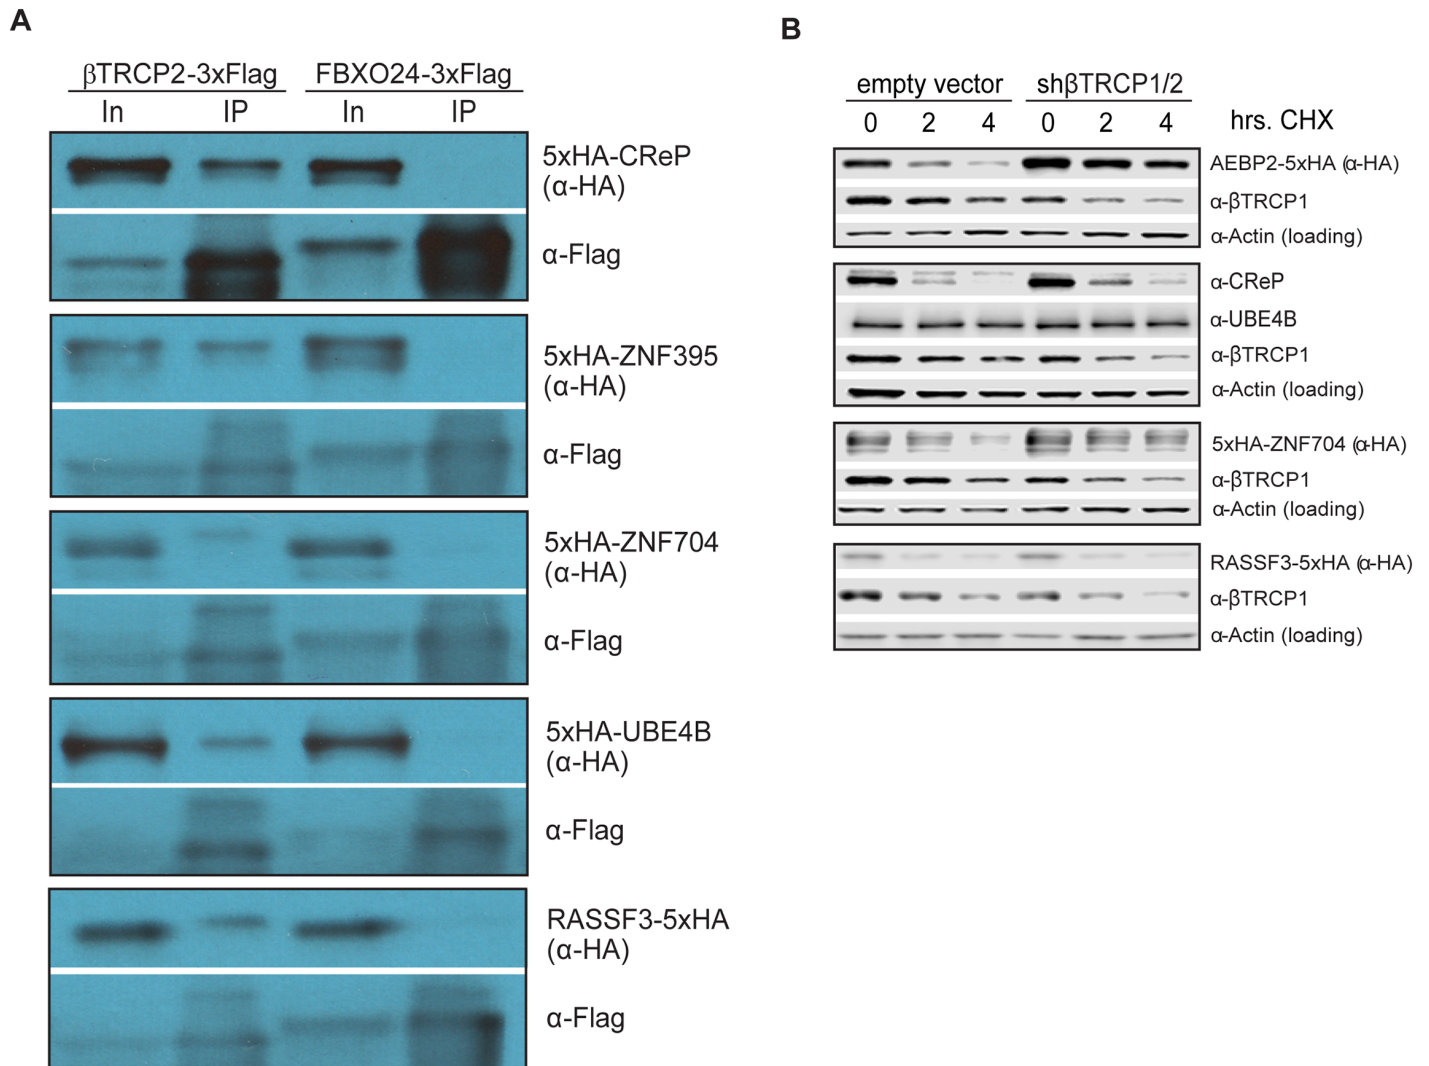 A
βTRCP2-3xFlag FBXO24-3xFlag
In IP In IP
5xHA-CReP
(α-HA)
α-Flag
5xHA-ZNF395
(α-HA)
α-Flag
5xHA-ZNF704
(α-HA)
α-Flag
5xHA-UBE4B
(α-HA)
α-Flag
RASSF3-5xHA
(α-HA)
α-Flag
B
empty vector shβTRCP1/2
0 2 4 0 2 4 hrs. CHX
AEBP2-5xHA (α-HA)
α-βTRCP1
α-Actin (loading)
α-CReP
α-UBE4B
α-βTRCP1
α-Actin (loading)
5xHA-ZNF704 (α-HA)
α-βTRCP1
α-Actin (loading)
RASSF3-5xHA (α-HA)
α-βTRCP1
α-Actin (loading)